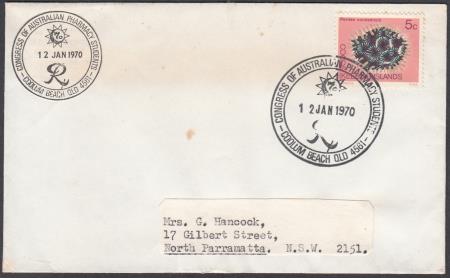 CONGRESS OF AUSTRALIAN PHARMACY STUDENTS
12 JAN 1970
R
COOLUM BEACH QLD 4561
5c
ISLANDS
CONGRESS OF AUSTRALIAN PHARMACY STUDENTS
12 JAN 1970
COOLUM BEACH QLD 4561
Mrs. G. Hancock,
17 Gilbert Street,
North Parramatta. N.S.W. 2151.